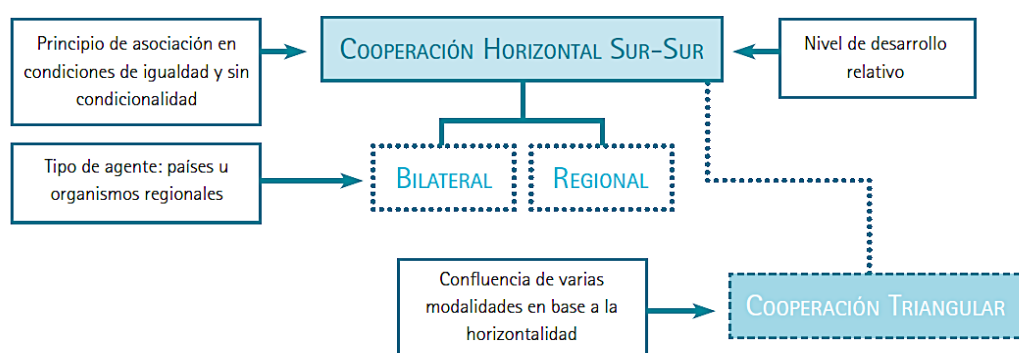 Principio de asociación en
condiciones de igualdad y sin
condicionalidad
COOPERACIÓN HORIZONTAL SUR-SUR
Nivel de desarrollo
relativo
Tipo de agente: países u
organismos regionales
BILATERAL
REGIONAL
Confluencia de varias
modalidades en base a la
horizontalidad
COOPERACIÓN TRIANGULAR